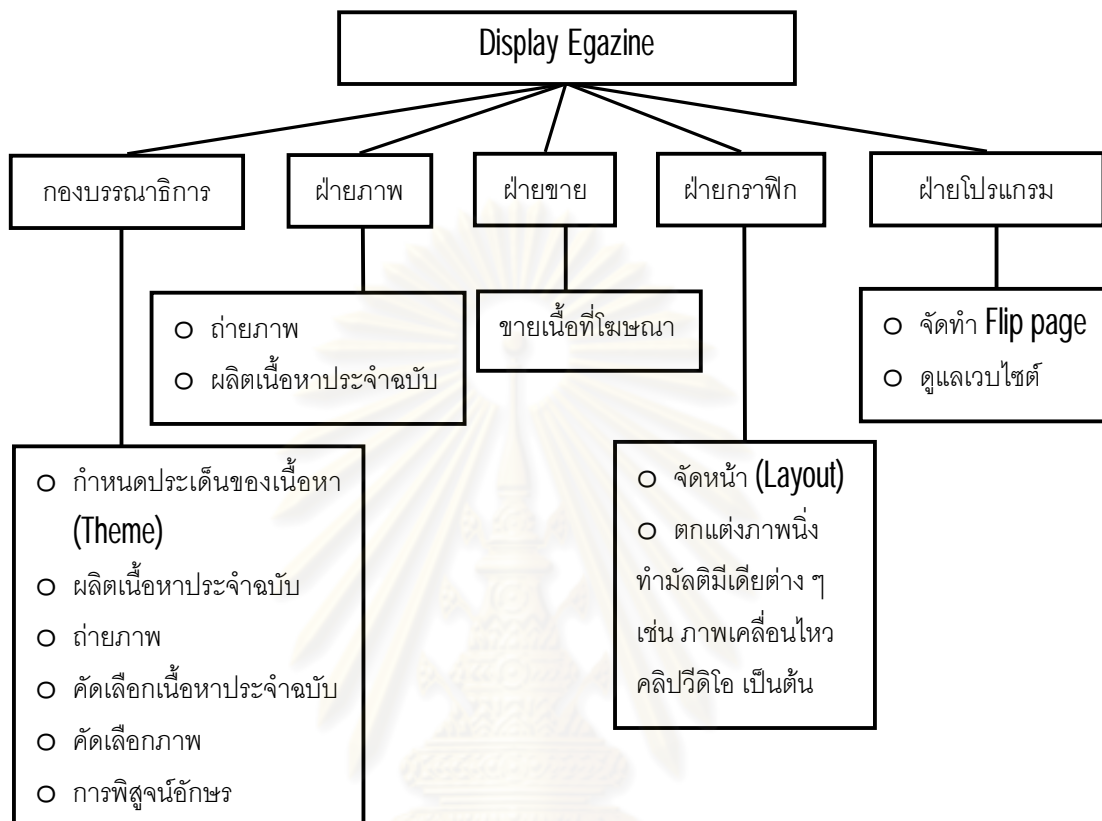 Display Egazine
กองบรรณาธิการ
ฝ่ายภาพ
ฝ่ายขาย
ฝ่ายกราฟิก
ฝ่ายโปรแกรม
o ถ่ายภาพ
o ผลิตเนื้อหาประจำฉบับ
ขายเนื้อที่โฆษณา
o จัดทำ Flip page
o ดูแลเวบไซต์
o กำหนดประเด็นของเนื้อหา
(Theme)
o ผลิตเนื้อหาประจำฉบับ
o ถ่ายภาพ
o คัดเลือกเนื้อหาประจำฉบับ
o คัดเลือกภาพ
o การพิสูจน์อักษร
o จัดหน้า (Layout)
o ตกแต่งภาพนิ่ง
ทำมัลติมีเดียต่าง ๆ
เช่น ภาพเคลื่อนไหว
คลิปวีดิโอ เป็นต้น